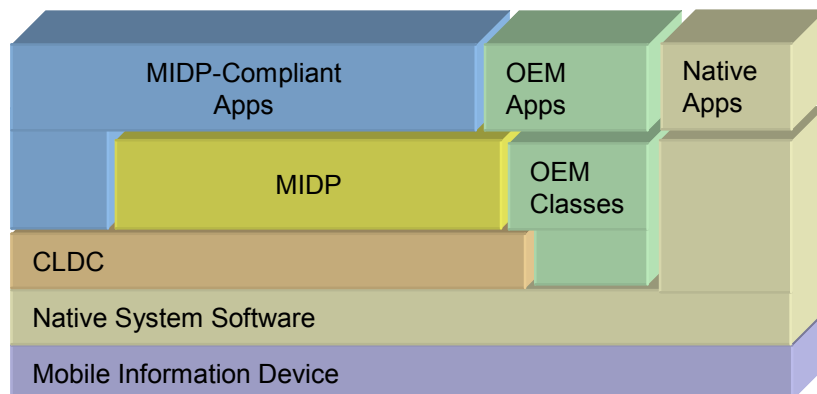 MIDP-Compliant
Apps
OEM
Apps
Native
Apps
MIDP
OEM
Classes
CLDC
Native System Software
Mobile Information Device